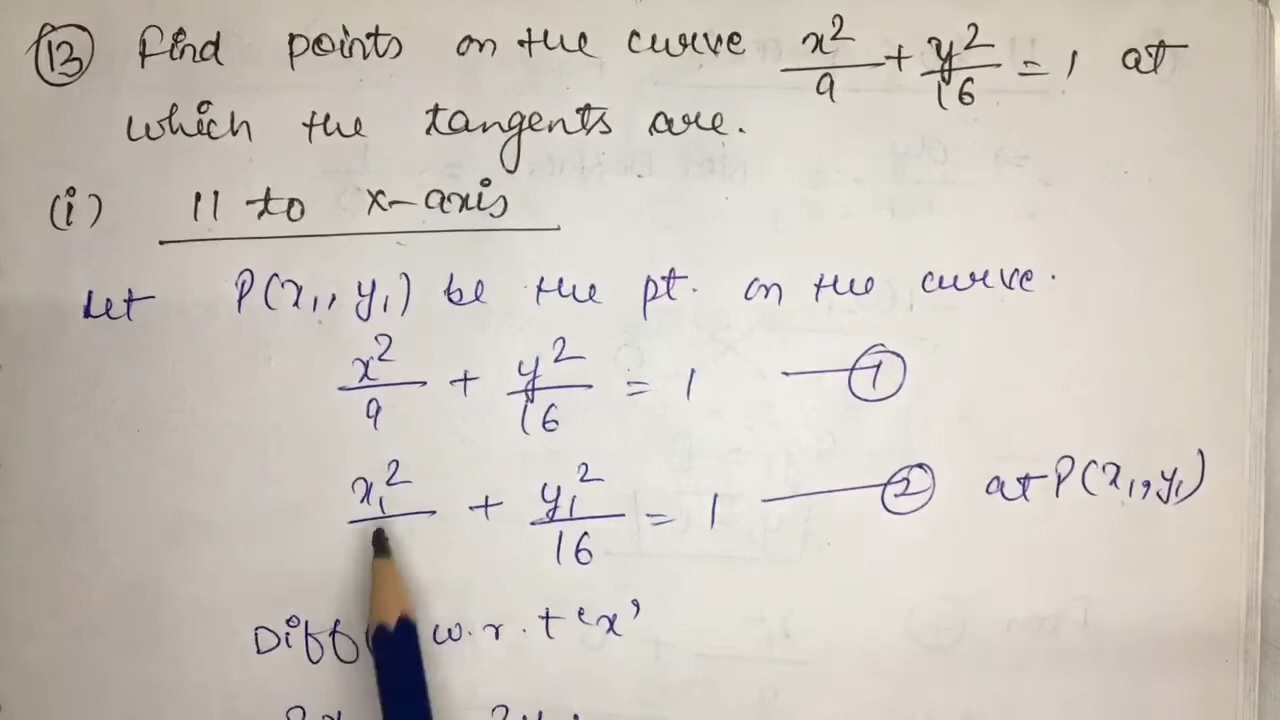 (13) Find points on the curve x²/9 + y²/16 = 1 at
which the tangents are.
(i) || to x-axis
Let P(x₁, y₁) be the pt. on the curve.
x²/9 + y²/16 = 1 —— (1)
x₁²/ + y₁²/16 = 1 —— (2) at P(x₁, y₁)
Diff w.r.t 'x'